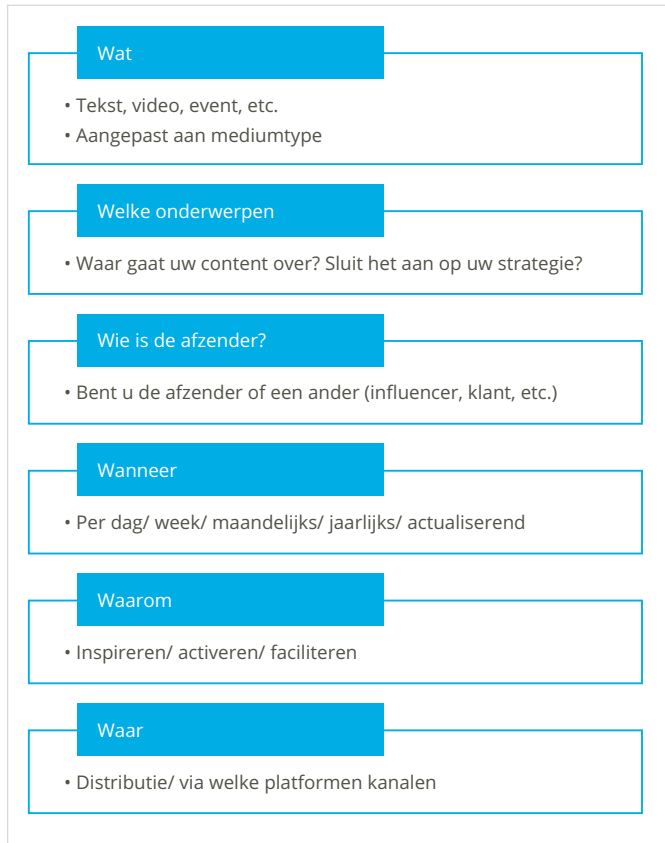 Wat
• Tekst, video, event, etc.
• Aangepast aan mediumtype
Welke onderwerpen
• Waar gaat uw content over? Sluit het aan op uw strategie?
Wie is de afzender?
• Bent u de afzender of een ander (influencer, klant, etc.)
Wanneer
• Per dag/ week/ maandelijks/ jaarlijks/ actualiserend
Waarom
• Inspireren/ activeren/ faciliteren
Waar
• Distributie/ via welke platformen kanalen